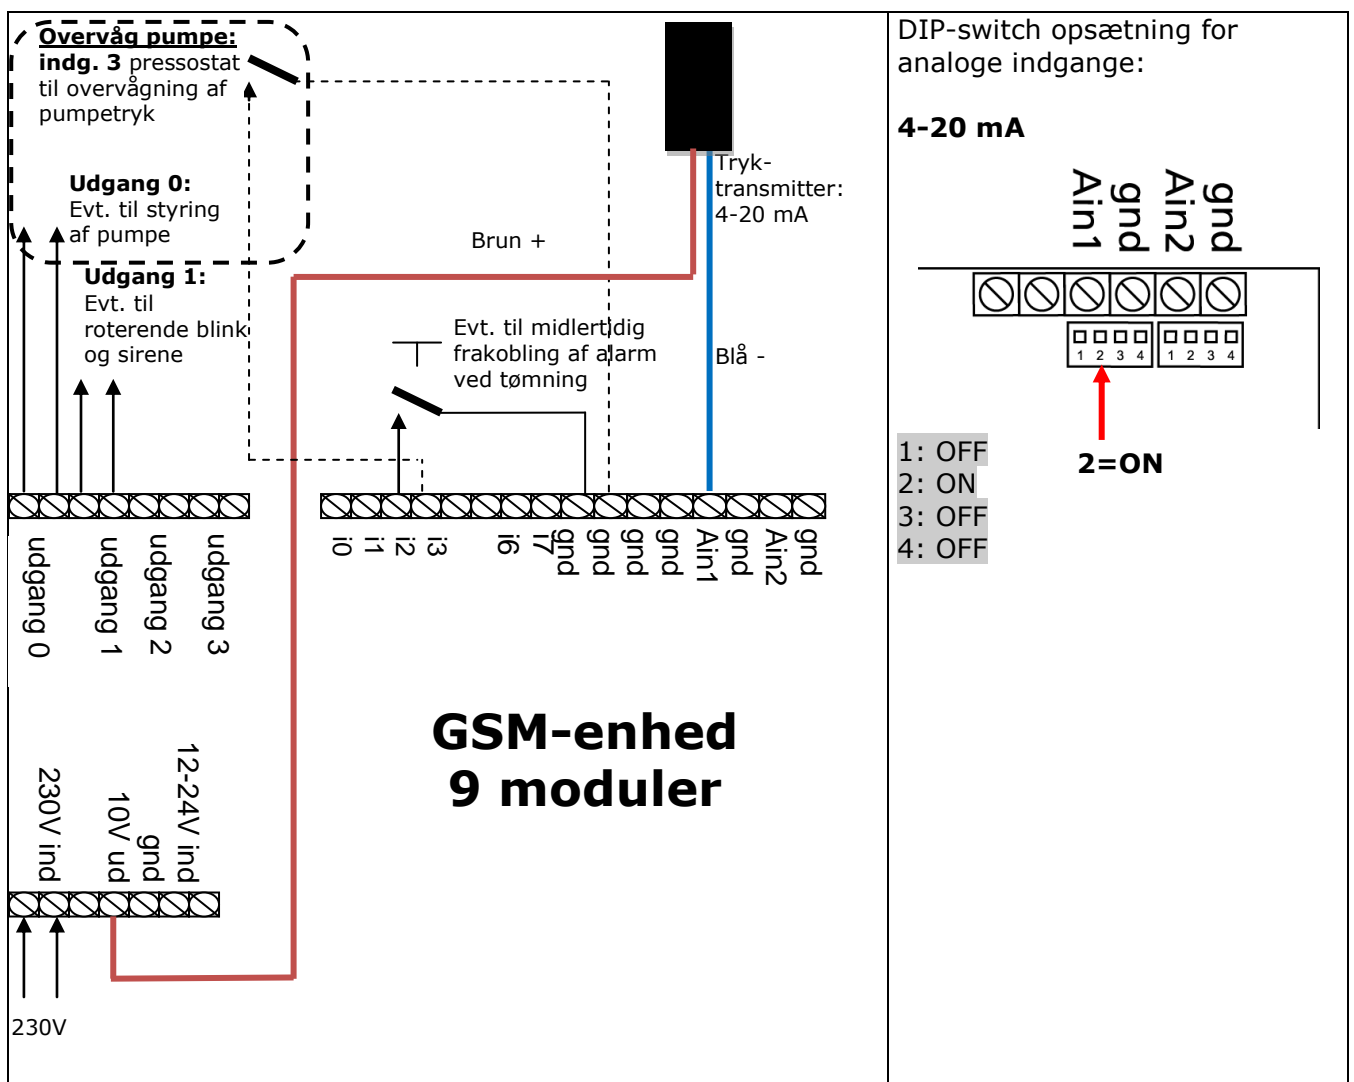 Overvåg pumpe:
indg. 3 pressostat
til overvågning af
pumpetryk
Udgang 0:
Evt. til styring
af pumpe
Udgang 1:
Evt. til
roterende blink
og sirene
Brun +
Tryk-
transmitter:
4-20 mA
Evt. til midlertidig
frakobling af alarm
ved tømning
Blå -
udgang 0
udgang 1
udgang 2
udgang 3
i0
i1
i2
i3
i6
i7
gnd
gnd
gnd
gnd
Ain1
gnd
Ain2
gnd
GSM-enhed
9 moduler
230V ind
10V ud
gnd
12-24V ind
230V
DIP-switch opsætning for
analoge indgange:
4-20 mA
Ain1
gnd
Ain2
gnd
1 2 3 4
1 2 3 4
2=ON
1: OFF
2: ON
3: OFF
4: OFF